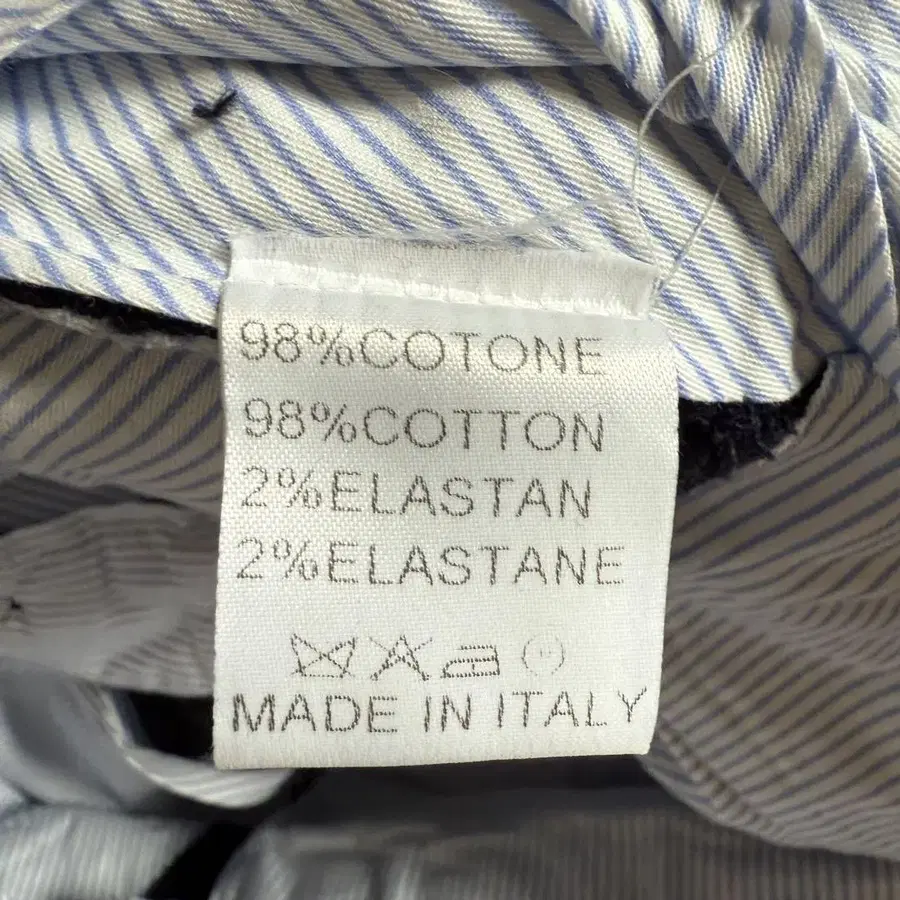 98%COTONE
98%COTTON
2%ELASTAN
2%ELASTANE
MADE IN ITALY